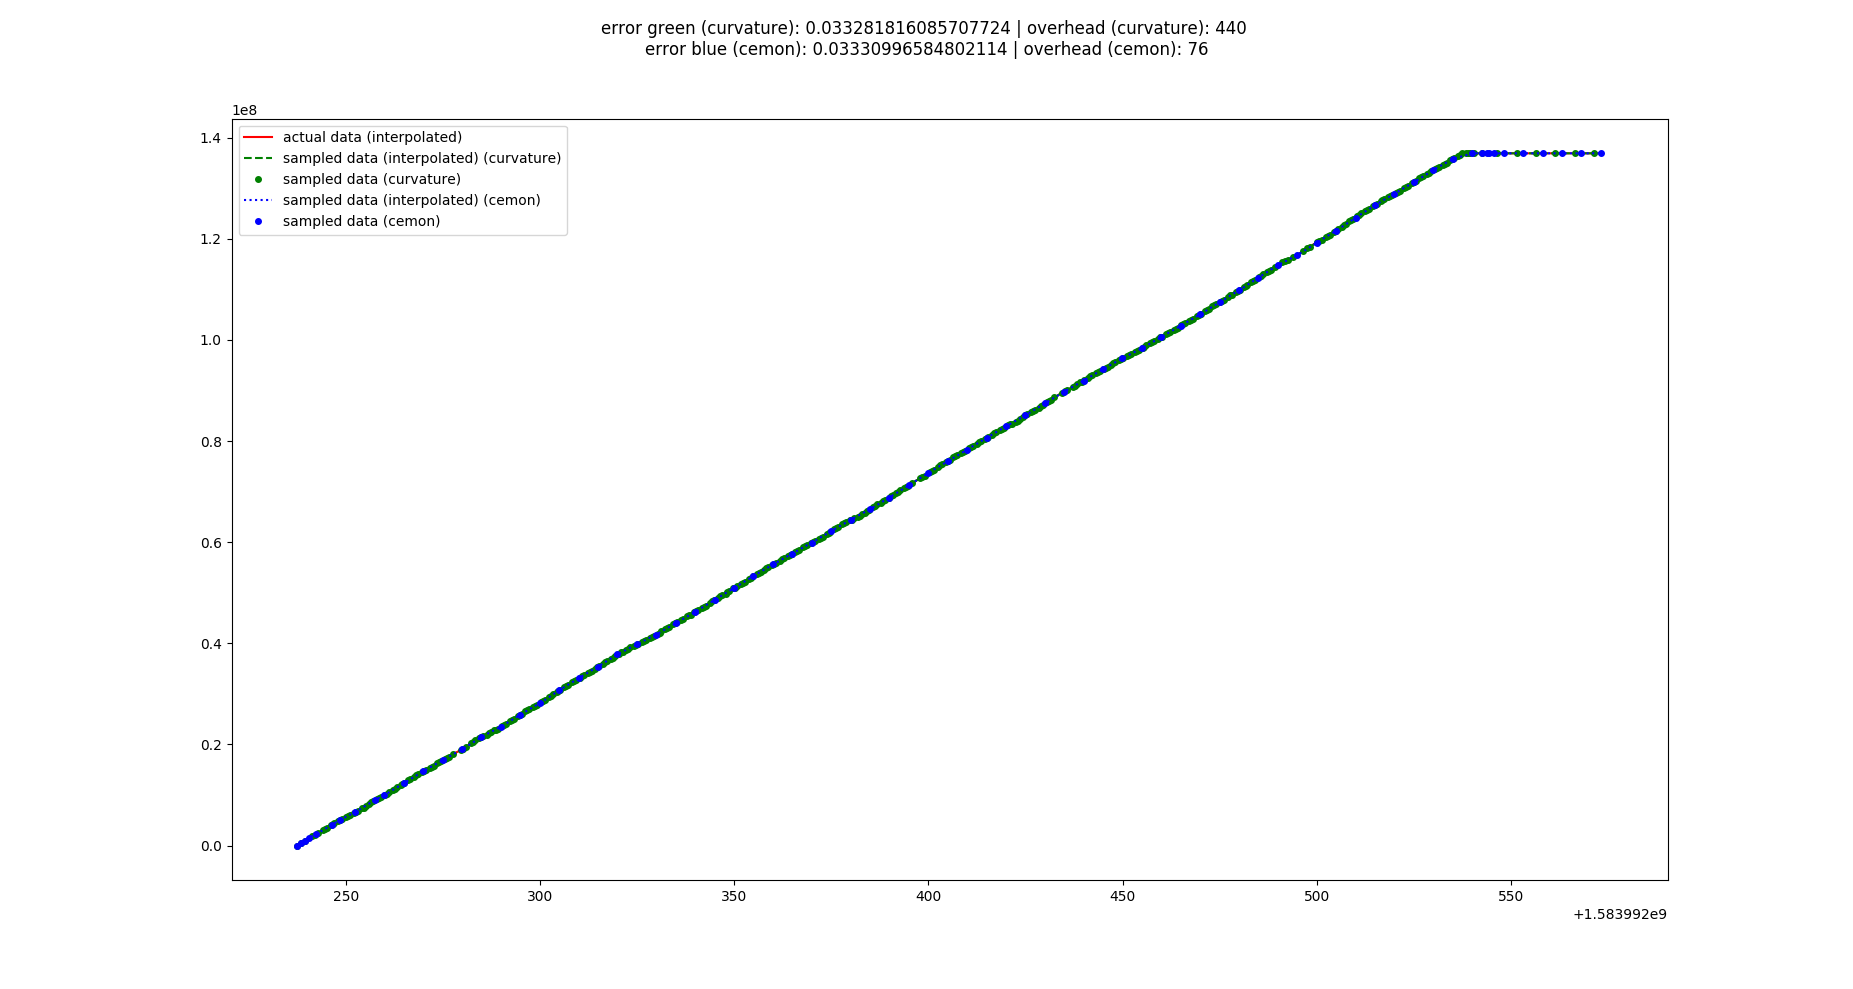 error green (curvature): 0.033281816085707724 | overhead (curvature): 440
error blue (cemon): 0.03330996584802114 | overhead (cemon): 76
1e8
actual data (interpolated)
sampled data (interpolated) (curvature)
sampled data (curvature)
sampled data (interpolated) (cemon)
sampled data (cemon)
1.4
1.2
1.0
0.8
0.6
0.4
0.2
0.0
250 300 350 400 450 500 550
+1.583992e9